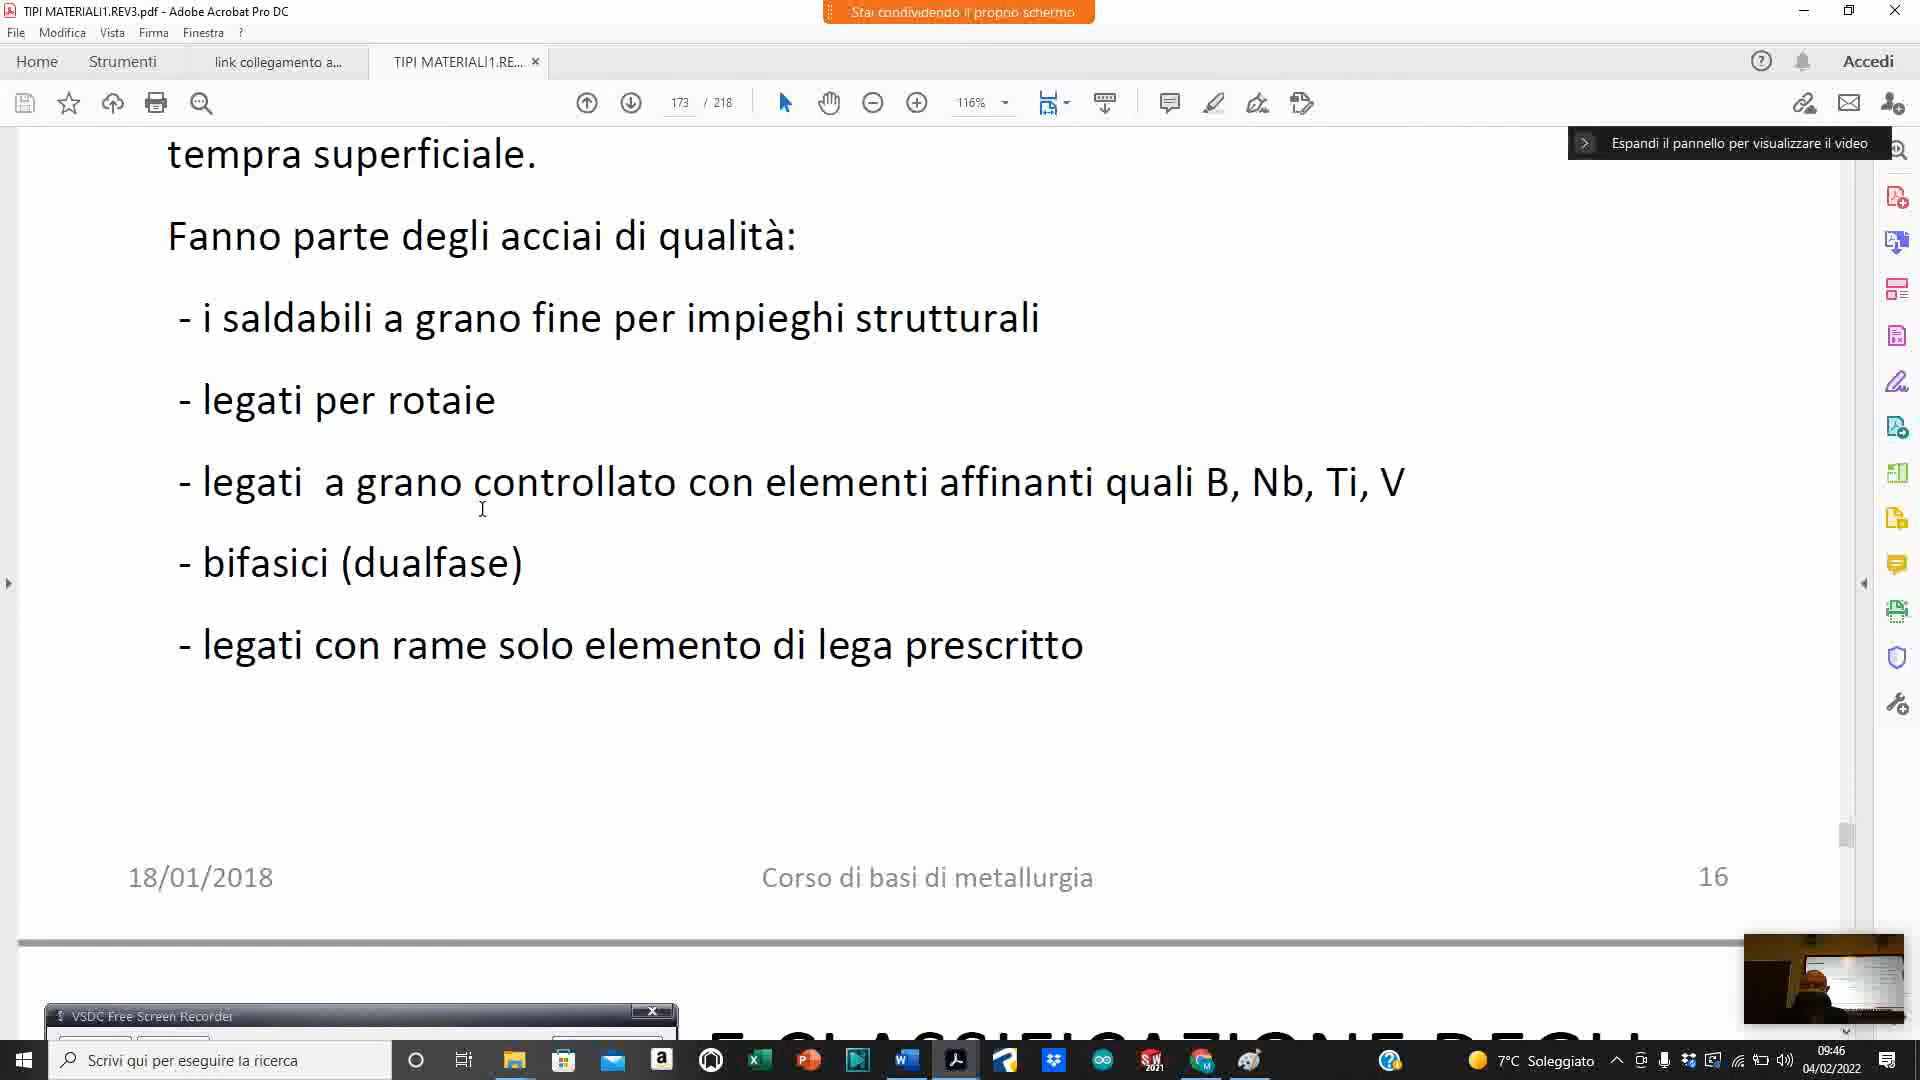 TIPI MATERIALI1.REV3.pdf - Adobe Acrobat Pro DC
Stai condividendo il proprio schermo
File Modifica Vista Firma Finestra ?
Home Strumenti link collegamento a... TIPI MATERIALI1.RE... × Accedi
173 / 218 116%
Espandi il pannello per visualizzare il video
tempra superficiale.
Fanno parte degli acciai di qualità:
- i saldabili a grano fine per impieghi strutturali
- legati per rotaie
- legati a grano controllato con elementi affinanti quali B, Nb, Ti, V
- bifasici (dualfase)
- legati con rame solo elemento di lega prescritto
18/01/2018 Corso di basi di metallurgia 16
VSDC Free Screen Recorder
E CLASSIFICAZIONE DEGLI
Scrivi qui per eseguire la ricerca
7°C Soleggiato
09:46
04/02/2022